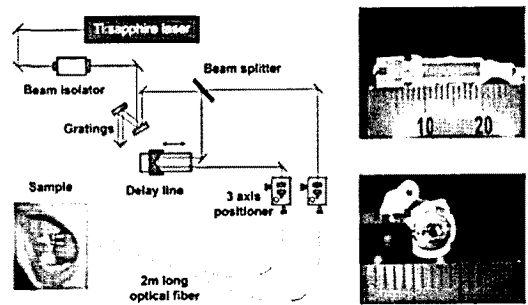 Ti:sapphire laser
Beam isolator
Beam splitter
Gratings
Delay line
Sample
3 axis
positioner
2m long
optical fiber
10 20